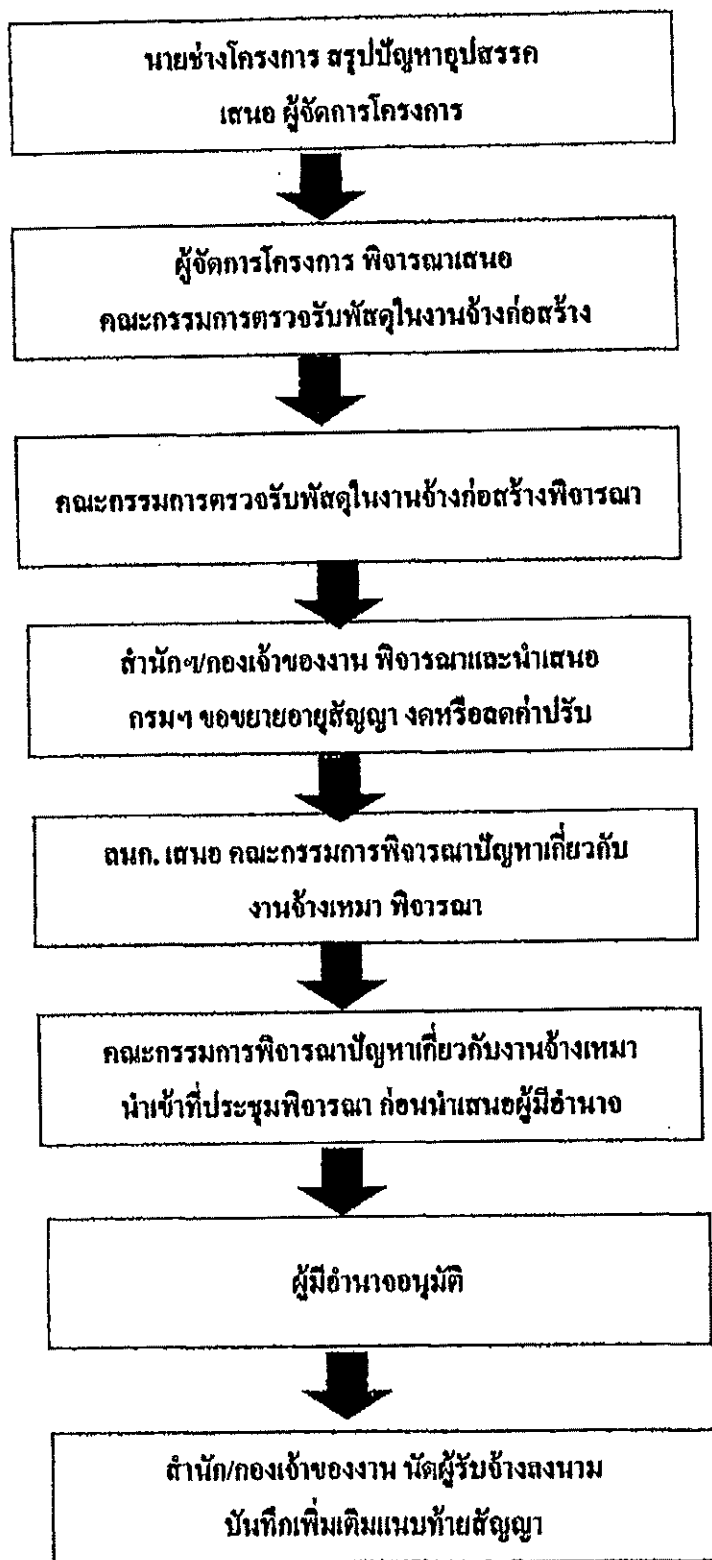 นายช่างโครงการ สรุปปัญหาอุปสรรค
เสนอ ผู้จัดการโครงการ
ผู้จัดการโครงการ พิจารณาเสนอ
คณะกรรมการตรวจรับพัสดุในงานจ้างก่อสร้าง
คณะกรรมการตรวจรับพัสดุในงานจ้างก่อสร้างพิจารณา
สำนักฯ/กองเจ้าของงาน พิจารณาและนำเสนอ
กรมฯ ขอขยายอายุสัญญา งดหรือลดค่าปรับ
ลนก. เสนอ คณะกรรมการพิจารณาปัญหาเกี่ยวกับ
งานจ้างเหมา พิจารณา
คณะกรรมการพิจารณาปัญหาเกี่ยวกับงานจ้างเหมา
นำเข้าที่ประชุมพิจารณา ก่อนนำเสนอผู้มีอำนาจ
ผู้มีอำนาจอนุมัติ
สำนัก/กองเจ้าของงาน นัดผู้รับจ้างลงนาม
บันทึกเพิ่มเติมแนบท้ายสัญญา